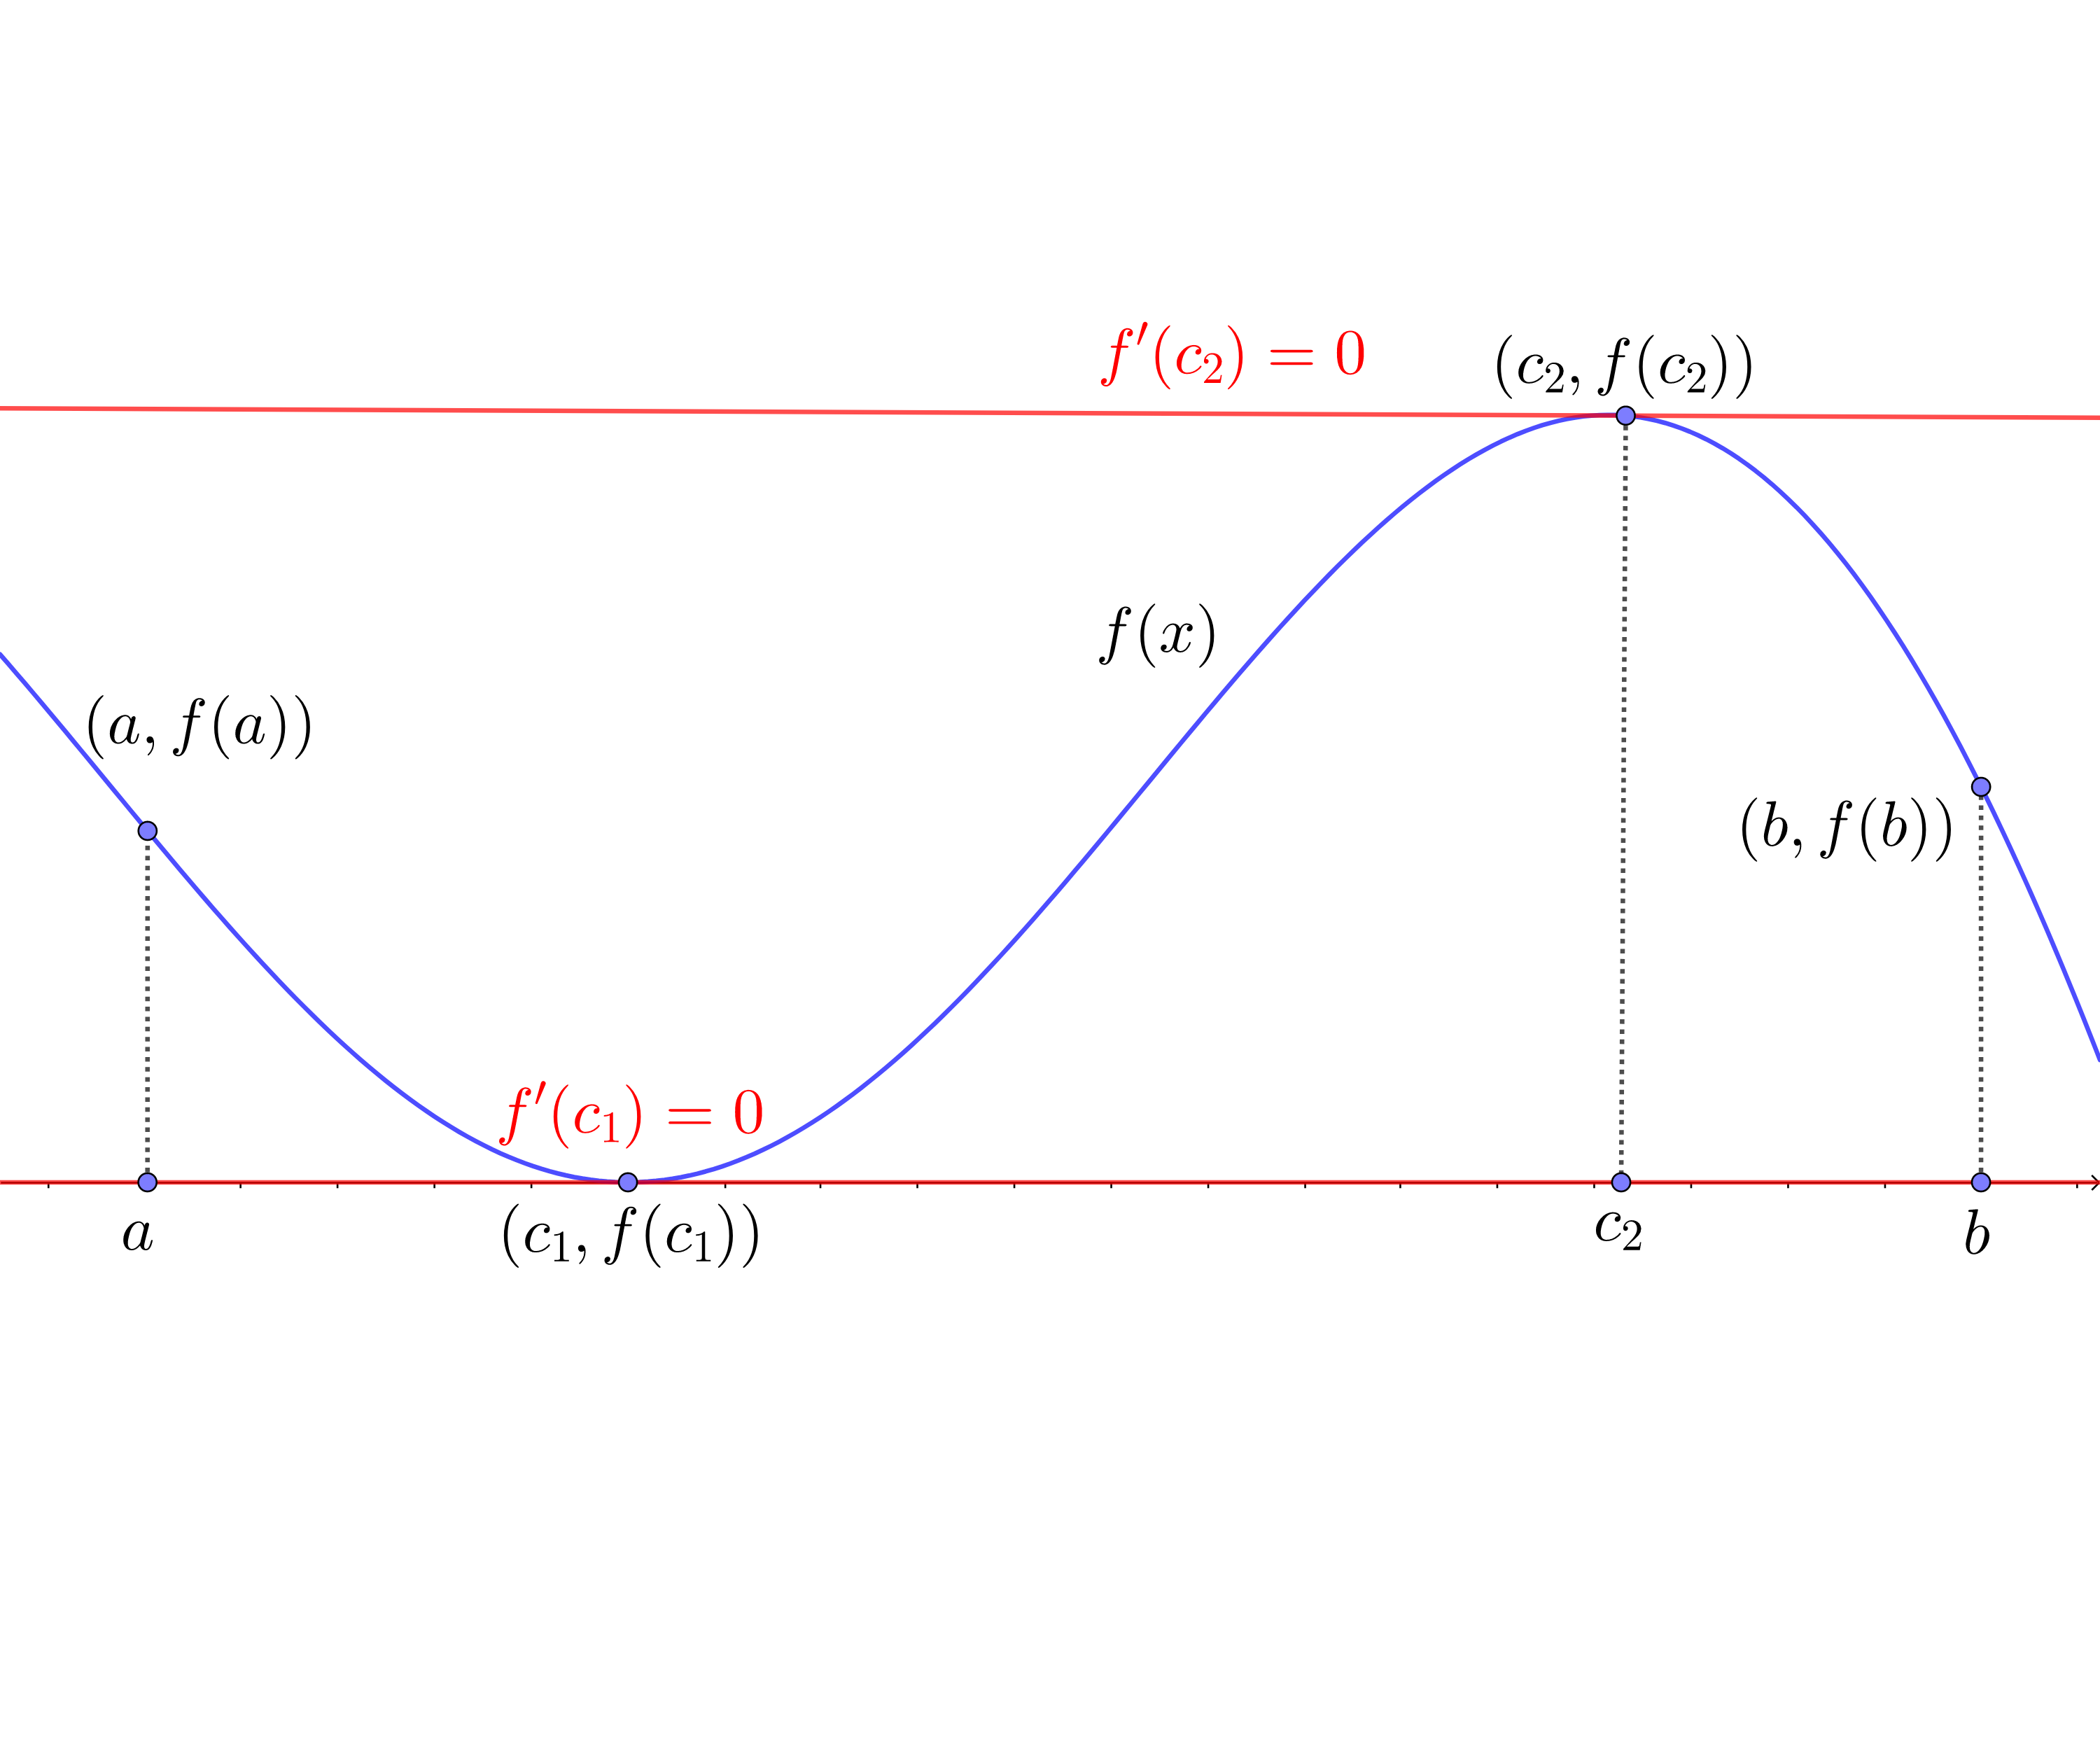 f′(c₂) = 0
(c₂, f(c₂))
f(x)
(a, f(a))
(b, f(b))
f′(c₁) = 0
a
(c₁, f(c₁))
c₂
b